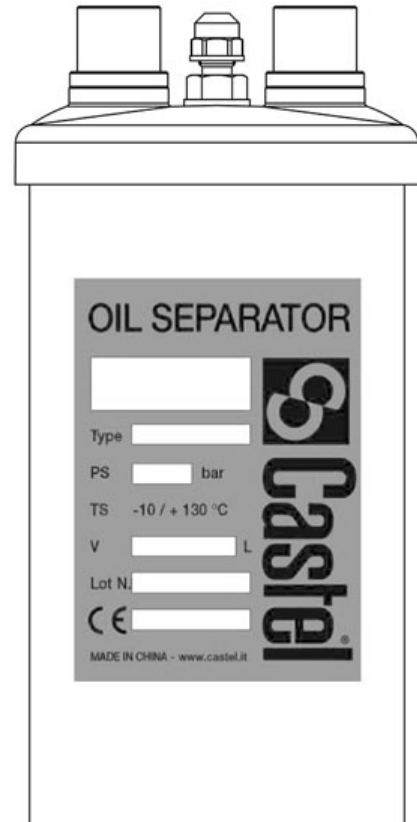 OIL SEPARATOR
Type
PS bar
TS -10 / + 130 °C
V L
Lot N.
CE
MADE IN CHINA - www.castel.it
Castel®